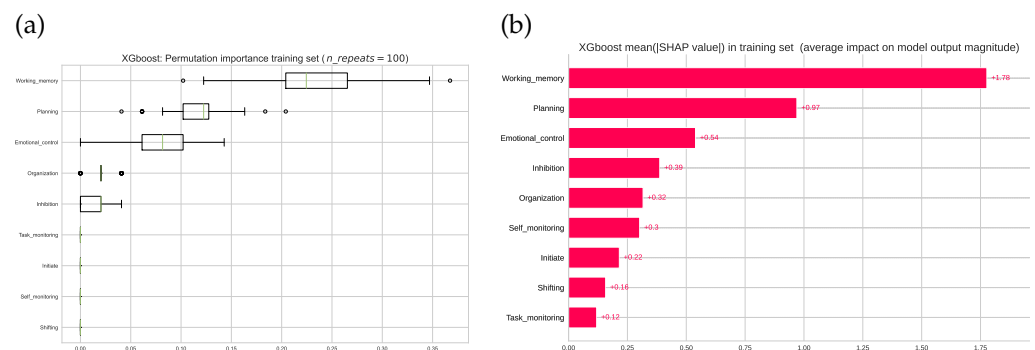 (a)
XGboost: Permutation importance training set (n_repeats = 100)
Working_memory
Planning
Emotional_control
Organization
Inhibition
Task_monitoring
Initiate
Self_monitoring
Shifting
0.00 0.05 0.10 0.15 0.20 0.25 0.30 0.35
(b)
XGboost mean(|SHAP value|) in training set (average impact on model output magnitude)
Working_memory +1.78
Planning +0.97
Emotional_control +0.54
Inhibition +0.39
Organization +0.32
Self_monitoring +0.3
Initiate +0.22
Shifting +0.16
Task_monitoring +0.12
0.00 0.25 0.50 0.75 1.00 1.25 1.50 1.75